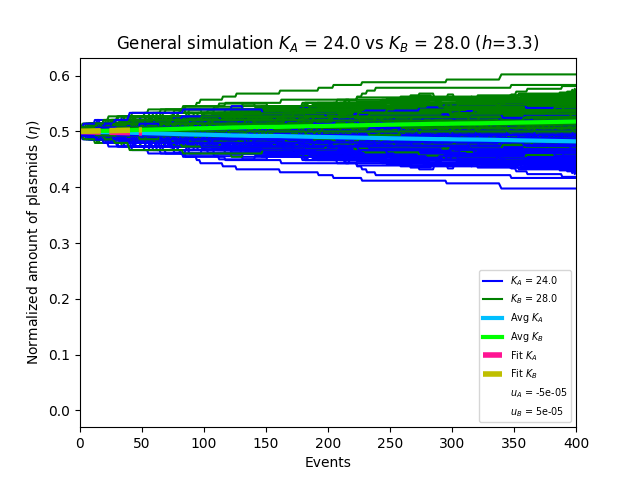 General simulation K_A = 24.0 vs K_B = 28.0 (h=3.3)
Normalized amount of plasmids (η)
0.6
0.5
0.4
0.3
0.2
0.1
0.0
K_A = 24.0
K_B = 28.0
Avg K_A
Avg K_B
Fit K_A
Fit K_B
u_A = -5e-05
u_B = 5e-05
0 50 100 150 200 250 300 350 400
Events